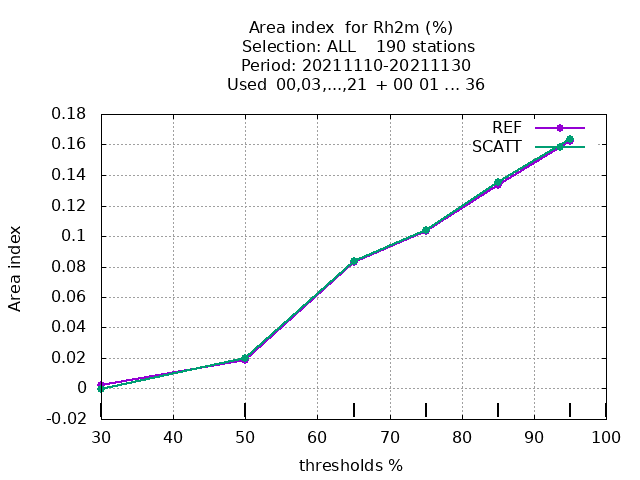 Area index  for Rh2m (%)
Selection: ALL    190 stations
Period: 20211110-20211130
Used  00,03,...,21  + 00 01 ... 36
REF
SCATT
0.18
0.16
0.14
0.12
0.1
0.08
0.06
0.04
0.02
0
-0.02
Area index
30 40 50 60 70 80 90 100
thresholds %